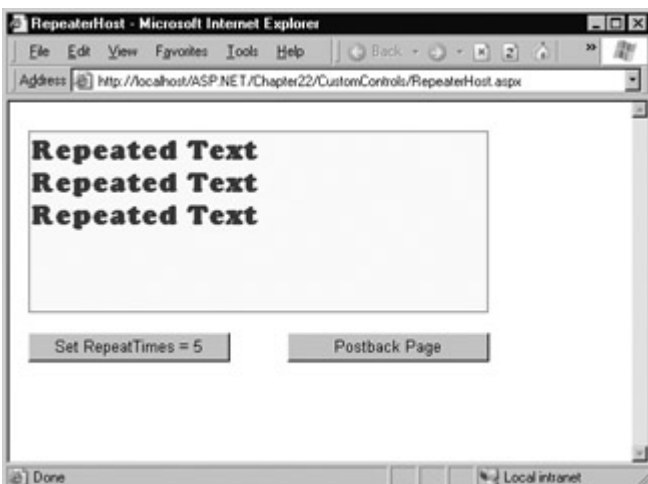 RepeaterHost - Microsoft Internet Explorer
File Edit View Favorites Tools Help Back »
Address http://localhost/ASP.NET/Chapter22/CustomControls/RepeaterHost.aspx
Repeated Text
Repeated Text
Repeated Text
Set RepeatTimes = 5 Postback Page
Done Local intranet